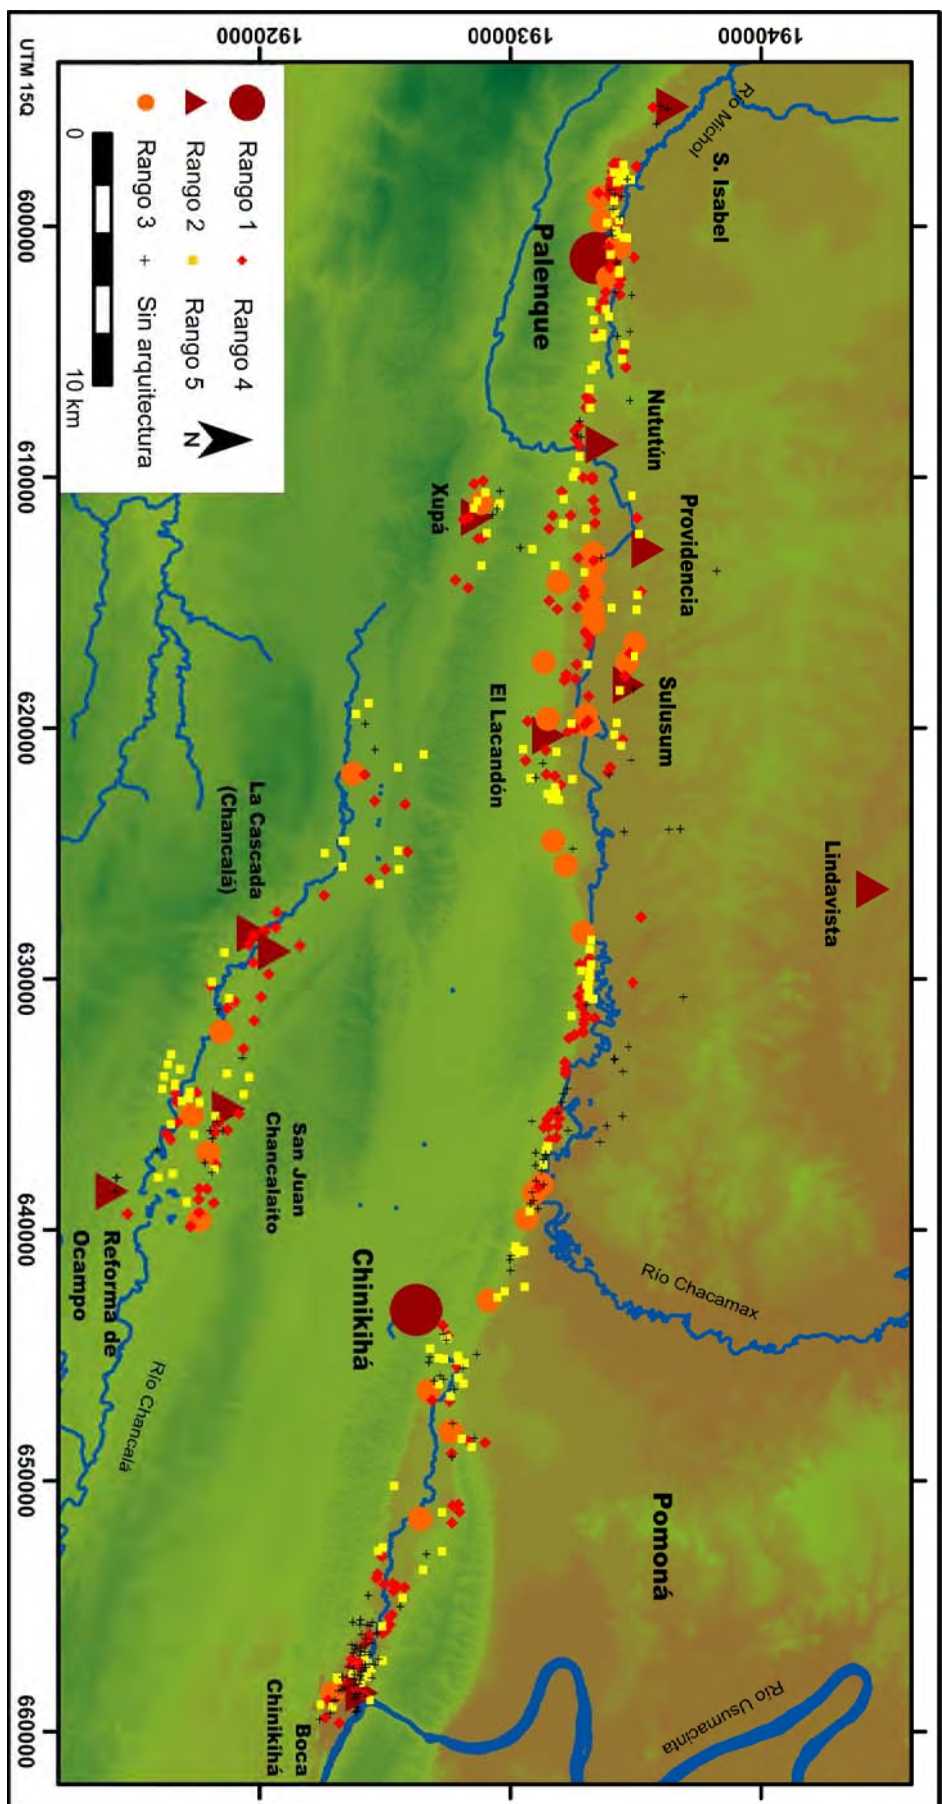 1920000
1930000
1940000
UTM 15Q
600000
610000
620000
630000
640000
650000
660000
Río Michol
S. Isabel
Palenque
Nututún
Providencia
Xupá
Sulusum
El Lacandón
Lindavista
La Cascada
(Chancalá)
San Juan
Chancalaito
Reforma de
Ocampo
Río Chacamax
Chinikihá
Río Chancalá
Pomoná
Río Usumacinta
Boca
Chinikihá
Rango 1
Rango 4
Rango 2
Rango 5
Rango 3
Sin arquitectura
N
0
10 km